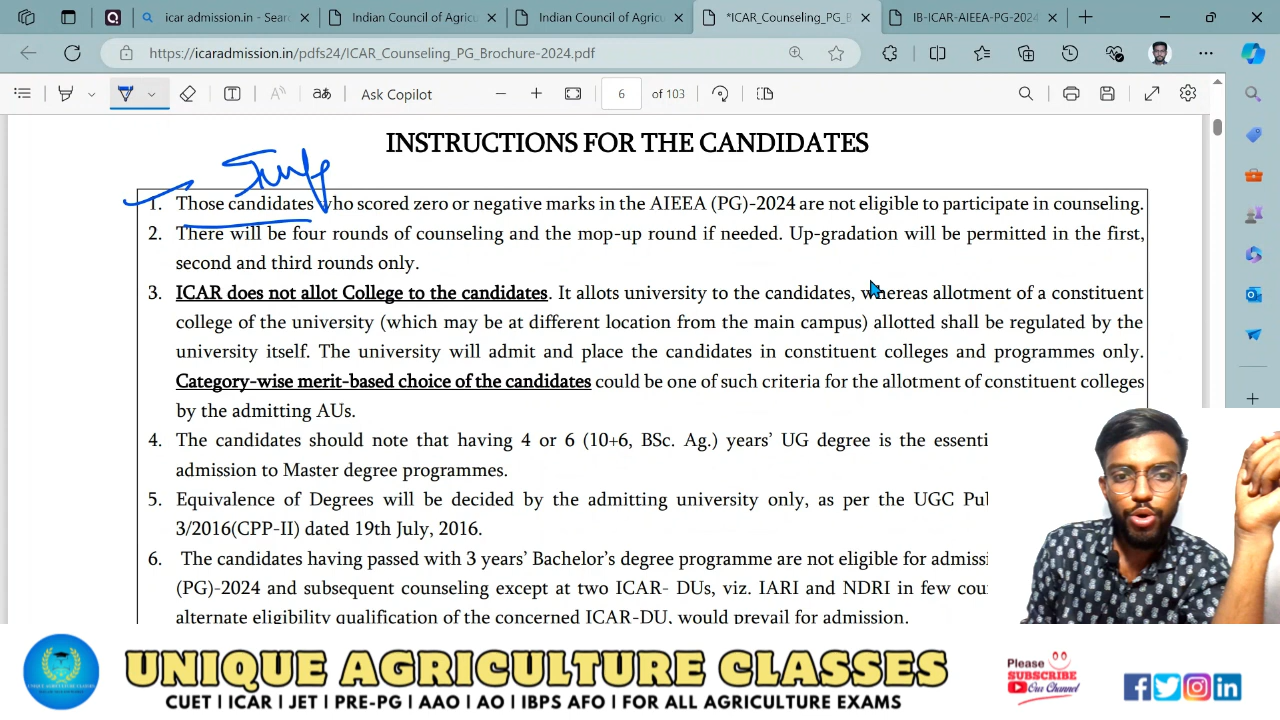 icar admission.in - Sear
Indian Council of Agricu
Indian Council of Agricu
*ICAR_Counseling_PG_B
IB-ICAR-AIEEA-PG-2024
https://icaradmission.in/pdfs24/ICAR_Counseling_PG_Brochure-2024.pdf
Ask Copilot
6 of 103
INSTRUCTIONS FOR THE CANDIDATES
1. Those candidates who scored zero or negative marks in the AIEEA (PG)-2024 are not eligible to participate in counseling.
2. There will be four rounds of counseling and the mop-up round if needed. Up-gradation will be permitted in the first,
second and third rounds only.
3. ICAR does not allot College to the candidates. It allots university to the candidates, whereas allotment of a constituent
college of the university (which may be at different location from the main campus) allotted shall be regulated by the
university itself. The university will admit and place the candidates in constituent colleges and programmes only.
Category-wise merit-based choice of the candidates could be one of such criteria for the allotment of constituent colleges
by the admitting AUs.
4. The candidates should note that having 4 or 6 (10+6, BSc. Ag.) years’ UG degree is the essenti
admission to Master degree programmes.
5. Equivalence of Degrees will be decided by the admitting university only, as per the UGC Pul
3/2016(CPP-II) dated 19th July, 2016.
6. The candidates having passed with 3 years’ Bachelor’s degree programme are not eligible for admissi
(PG)-2024 and subsequent counseling except at two ICAR- DUs, viz. IARI and NDRI in few cou
alternate eligibility qualification of the concerned ICAR-DU, would prevail for admission.
UNIQUE AGRICULTURE CLASSES
CUET I ICAR I JET I PRE-PG I AAO I AO I IBPS AFO I FOR ALL AGRICULTURE EXAMS
Please
Our Channel